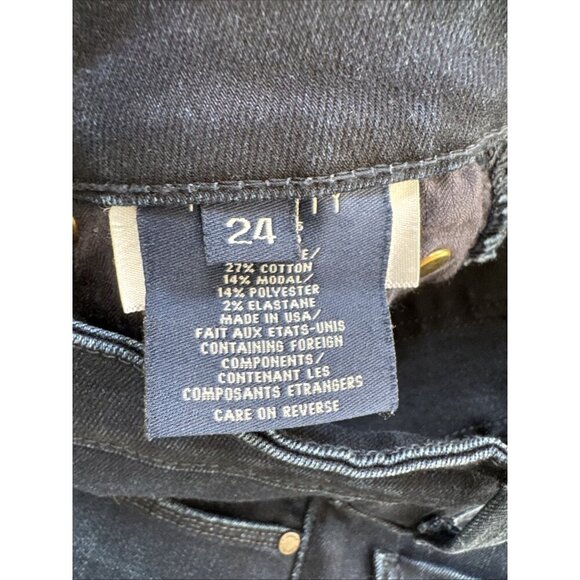 24
27% COTTON
14% MODAL/
14% POLYESTER
2% ELASTANE
MADE IN USA/
FAIT AUX ETATS-UNIS
CONTAINING FOREIGN
COMPONENTS/
CONTENANT LES
COMPOSANTS ETRANGERS
CARE ON REVERSE